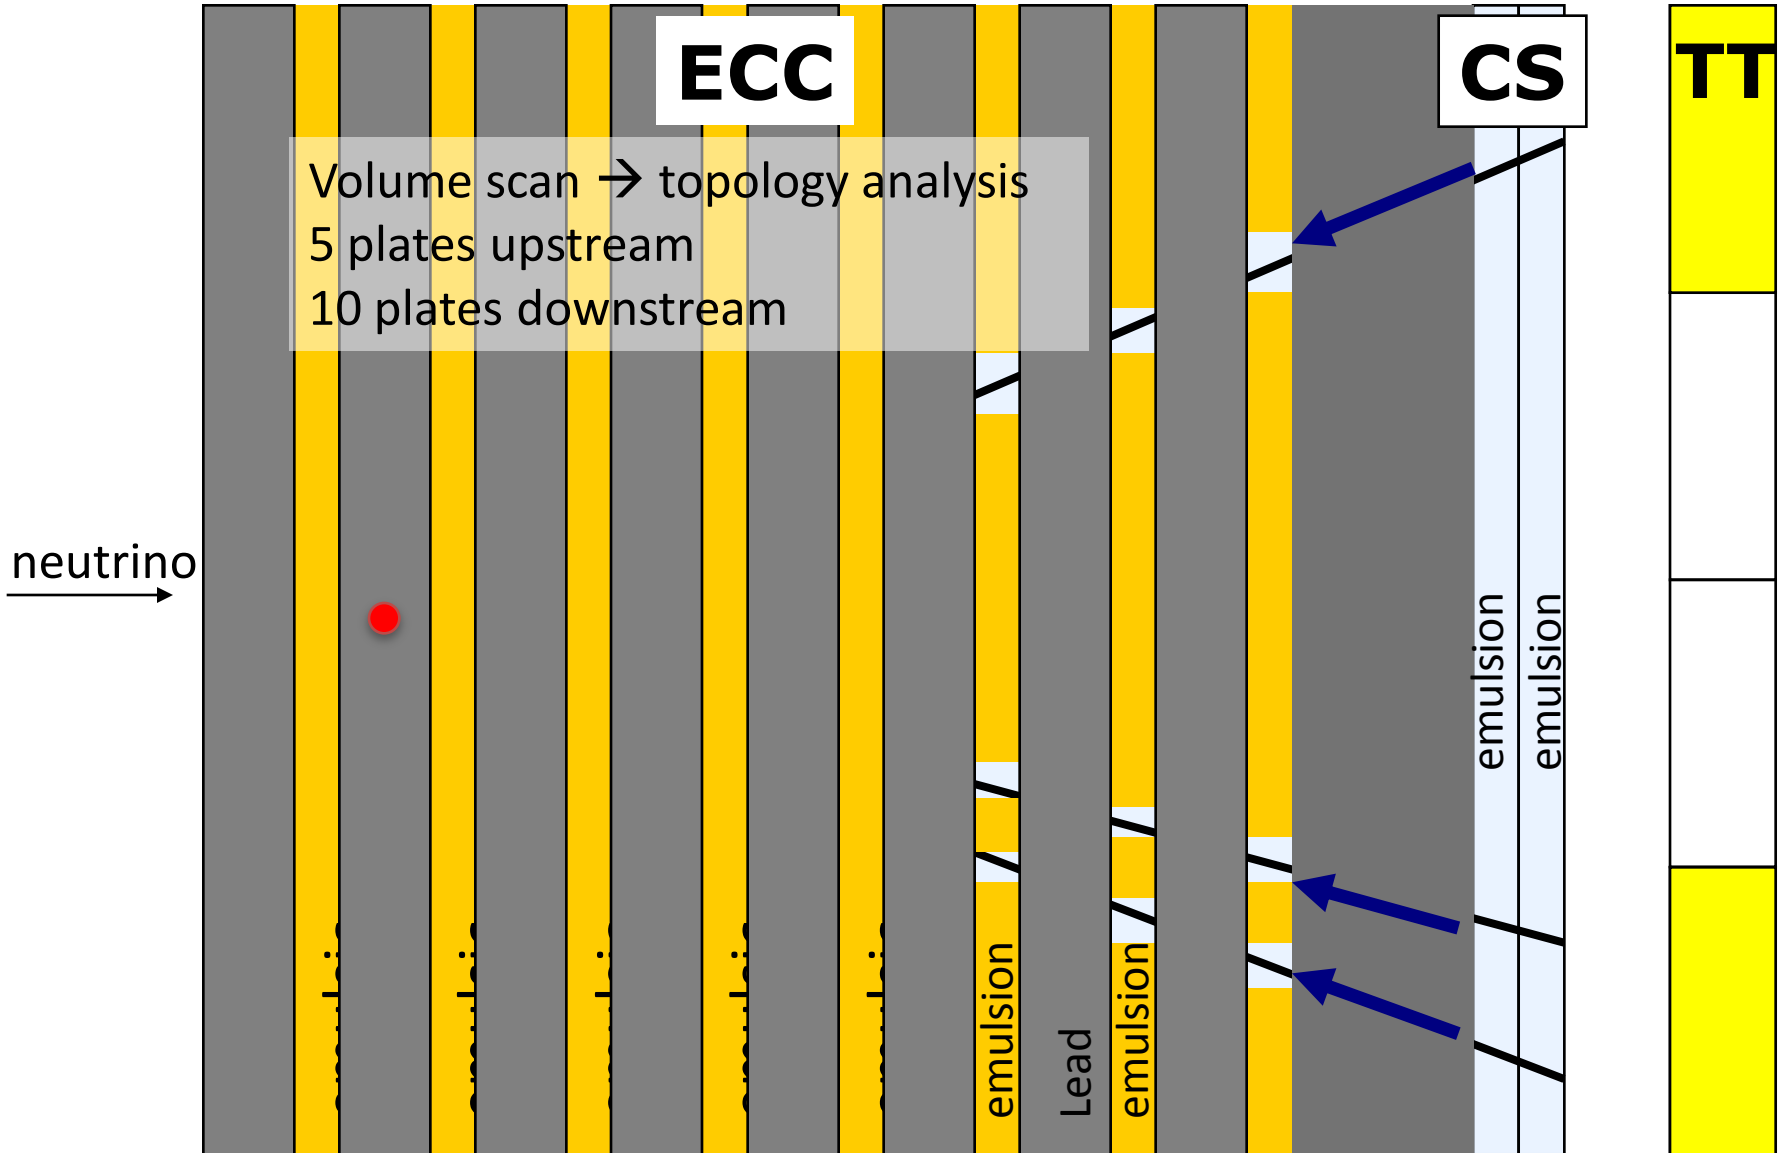 ECC
CS
TT
Volume scan → topology analysis
5 plates upstream
10 plates downstream
neutrino
emulsion
emulsion
emulsion
Lead
emulsion